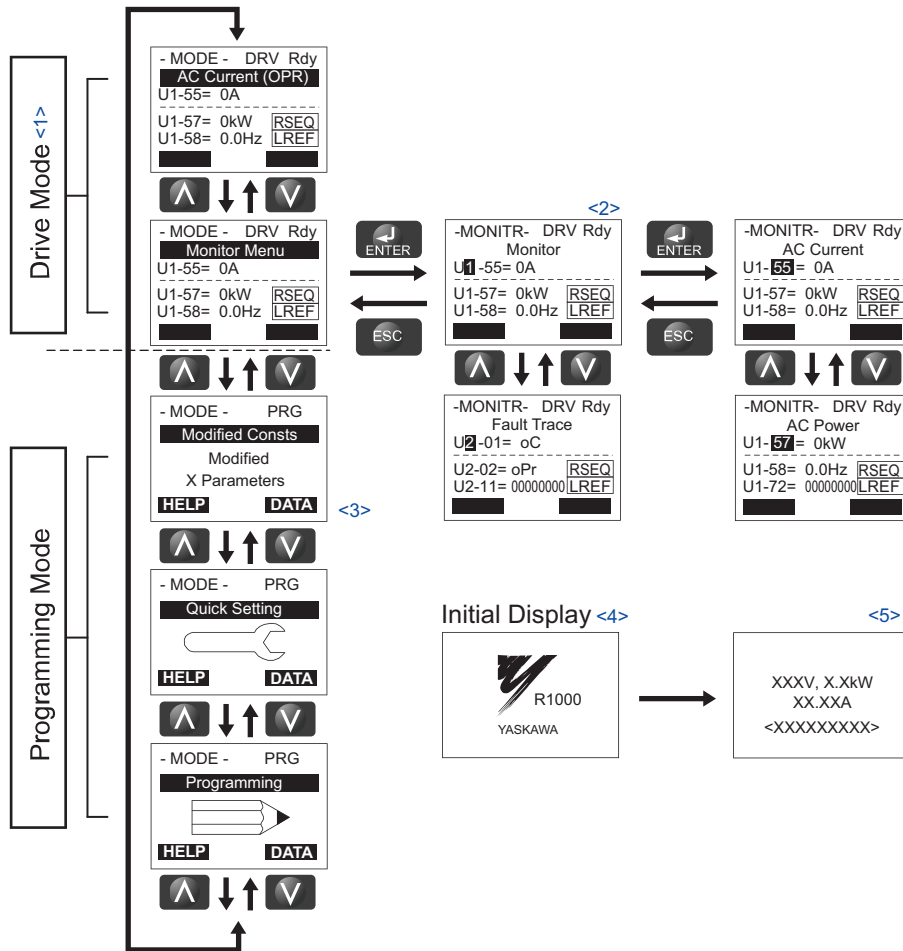 Drive Mode <1>
- MODE - DRV Rdy
AC Current (OPR)
U1-55= 0A
U1-57= 0kW RSEQ
U1-58= 0.0Hz LREF
- MODE - DRV Rdy
Monitor Menu
U1-55= 0A
U1-57= 0kW RSEQ
U1-58= 0.0Hz LREF
ENTER
ESC
<2>
-MONITR- DRV Rdy
Monitor
U1 -55= 0A
U1-57= 0kW RSEQ
U1-58= 0.0Hz LREF
ENTER
ESC
-MONITR- DRV Rdy
AC Current
U1- 55 = 0A
U1-57= 0kW RSEQ
U1-58= 0.0Hz LREF
-MONITR- DRV Rdy
Fault Trace
U2 -01= oC
U2-02= oPr RSEQ
U2-11= 00000000 LREF
-MONITR- DRV Rdy
AC Power
U1- 57 = 0kW
U1-58= 0.0Hz RSEQ
U1-72= 00000000 LREF
Programming Mode
- MODE - PRG
Modified Consts
Modified
X Parameters
HELP DATA
<3>
- MODE - PRG
Quick Setting
HELP DATA
- MODE - PRG
Programming
HELP DATA
Initial Display <4>
R1000
YASKAWA
<5>
XXXV, X.XkW
XX.XXA
<XXXXXXXXX>